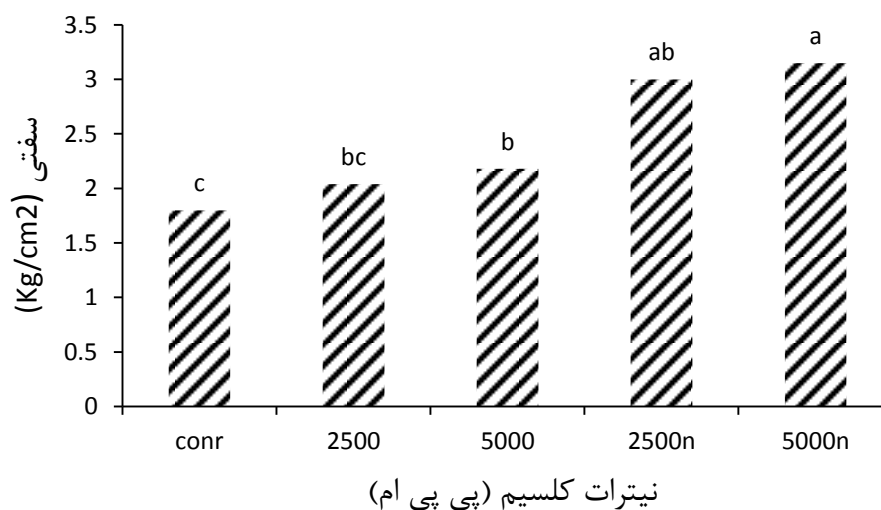 3.5
3
2.5
2
1.5
1
0.5
0
سفتی (Kg/cm2)
c
bc
b
ab
a
conr 2500 5000 2500n 5000n
نیترات کلسیم (پی پی ام)